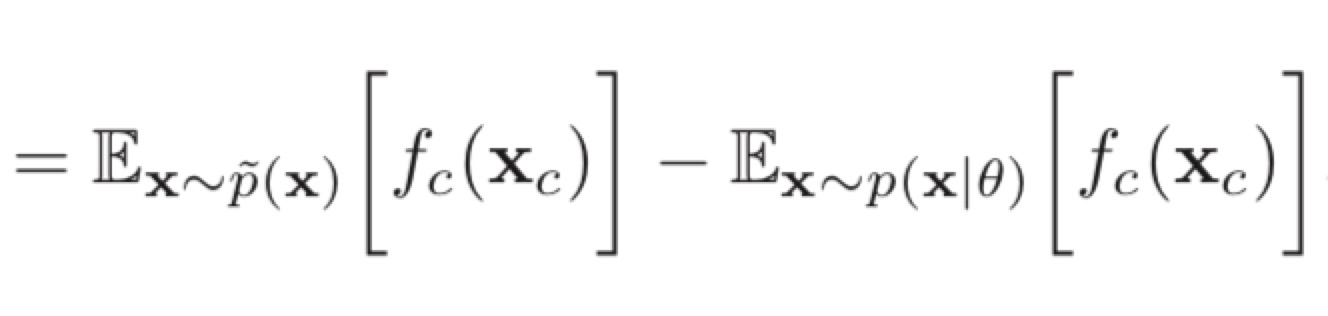 = 𝔼_{𝐱∼p̃(𝐱)} [ f_c(𝐱_c) ] − 𝔼_{𝐱∼p(𝐱|θ)} [ f_c(𝐱_c) ]